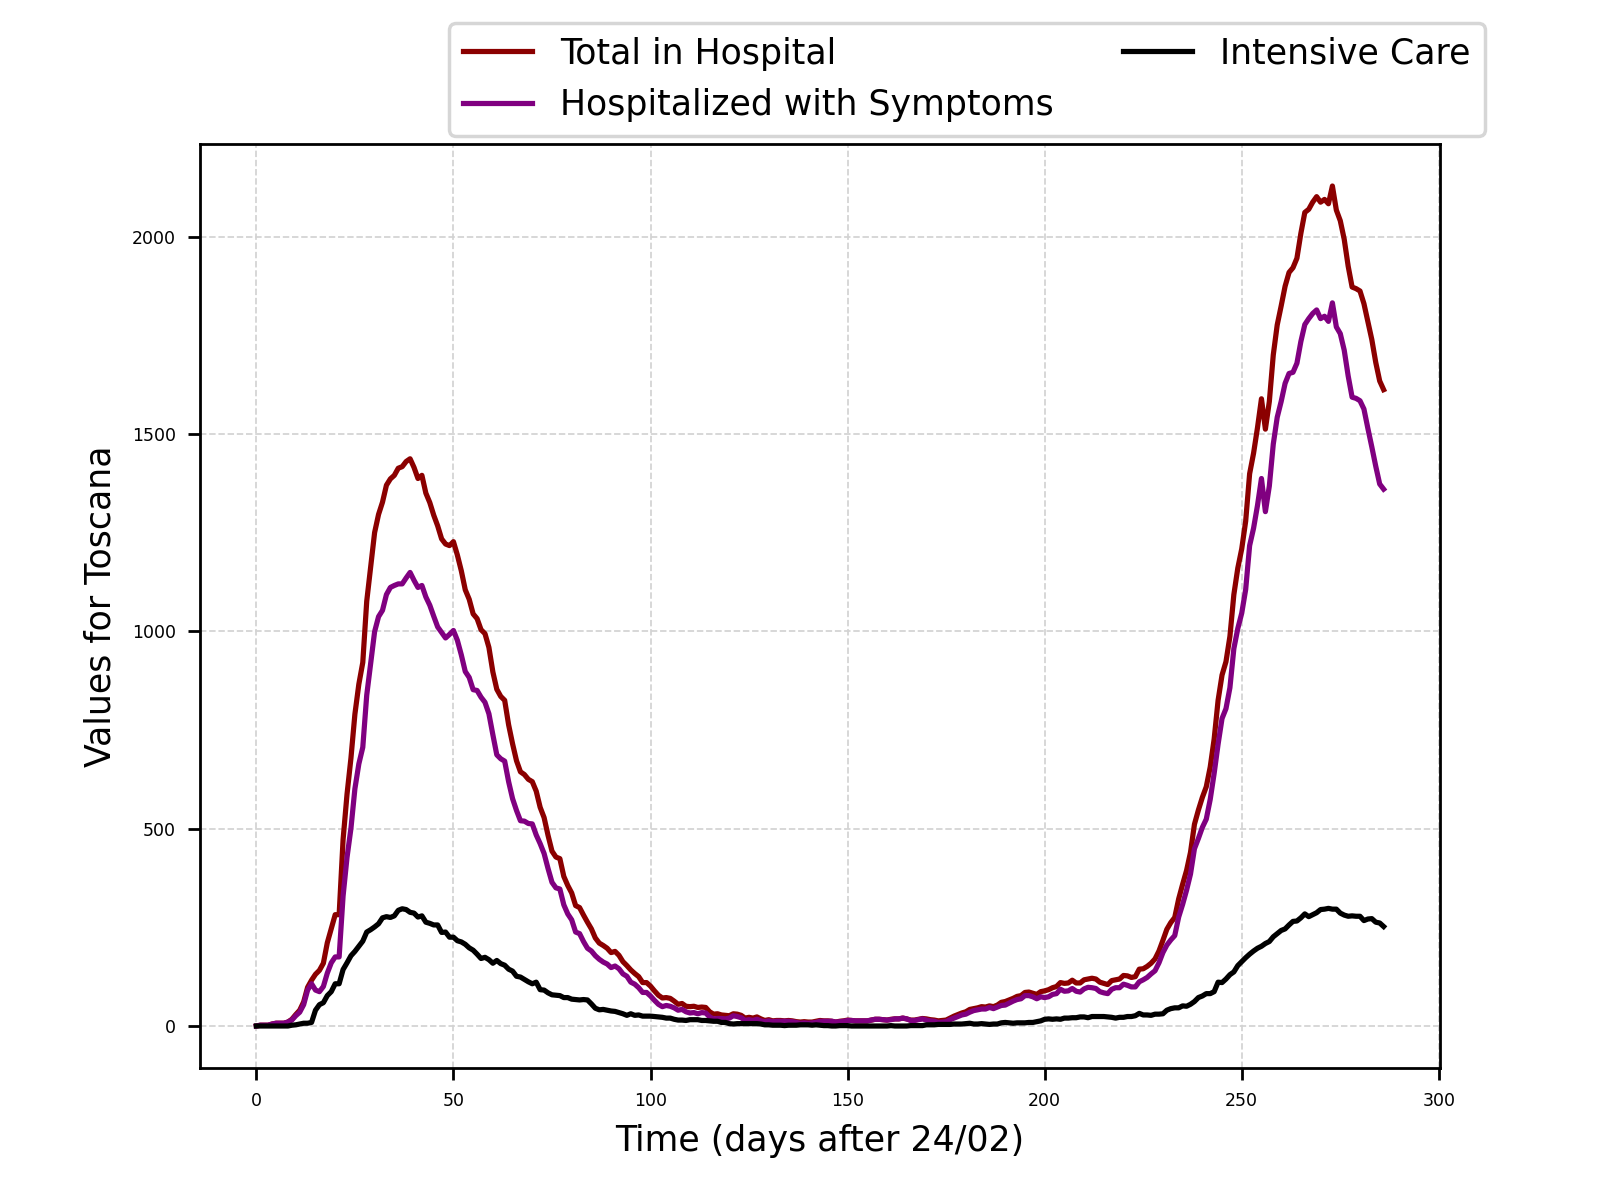 Total in Hospital
Hospitalized with Symptoms
Intensive Care
Values for Toscana
2000
1500
1000
500
0
0 50 100 150 200 250 300
Time (days after 24/02)